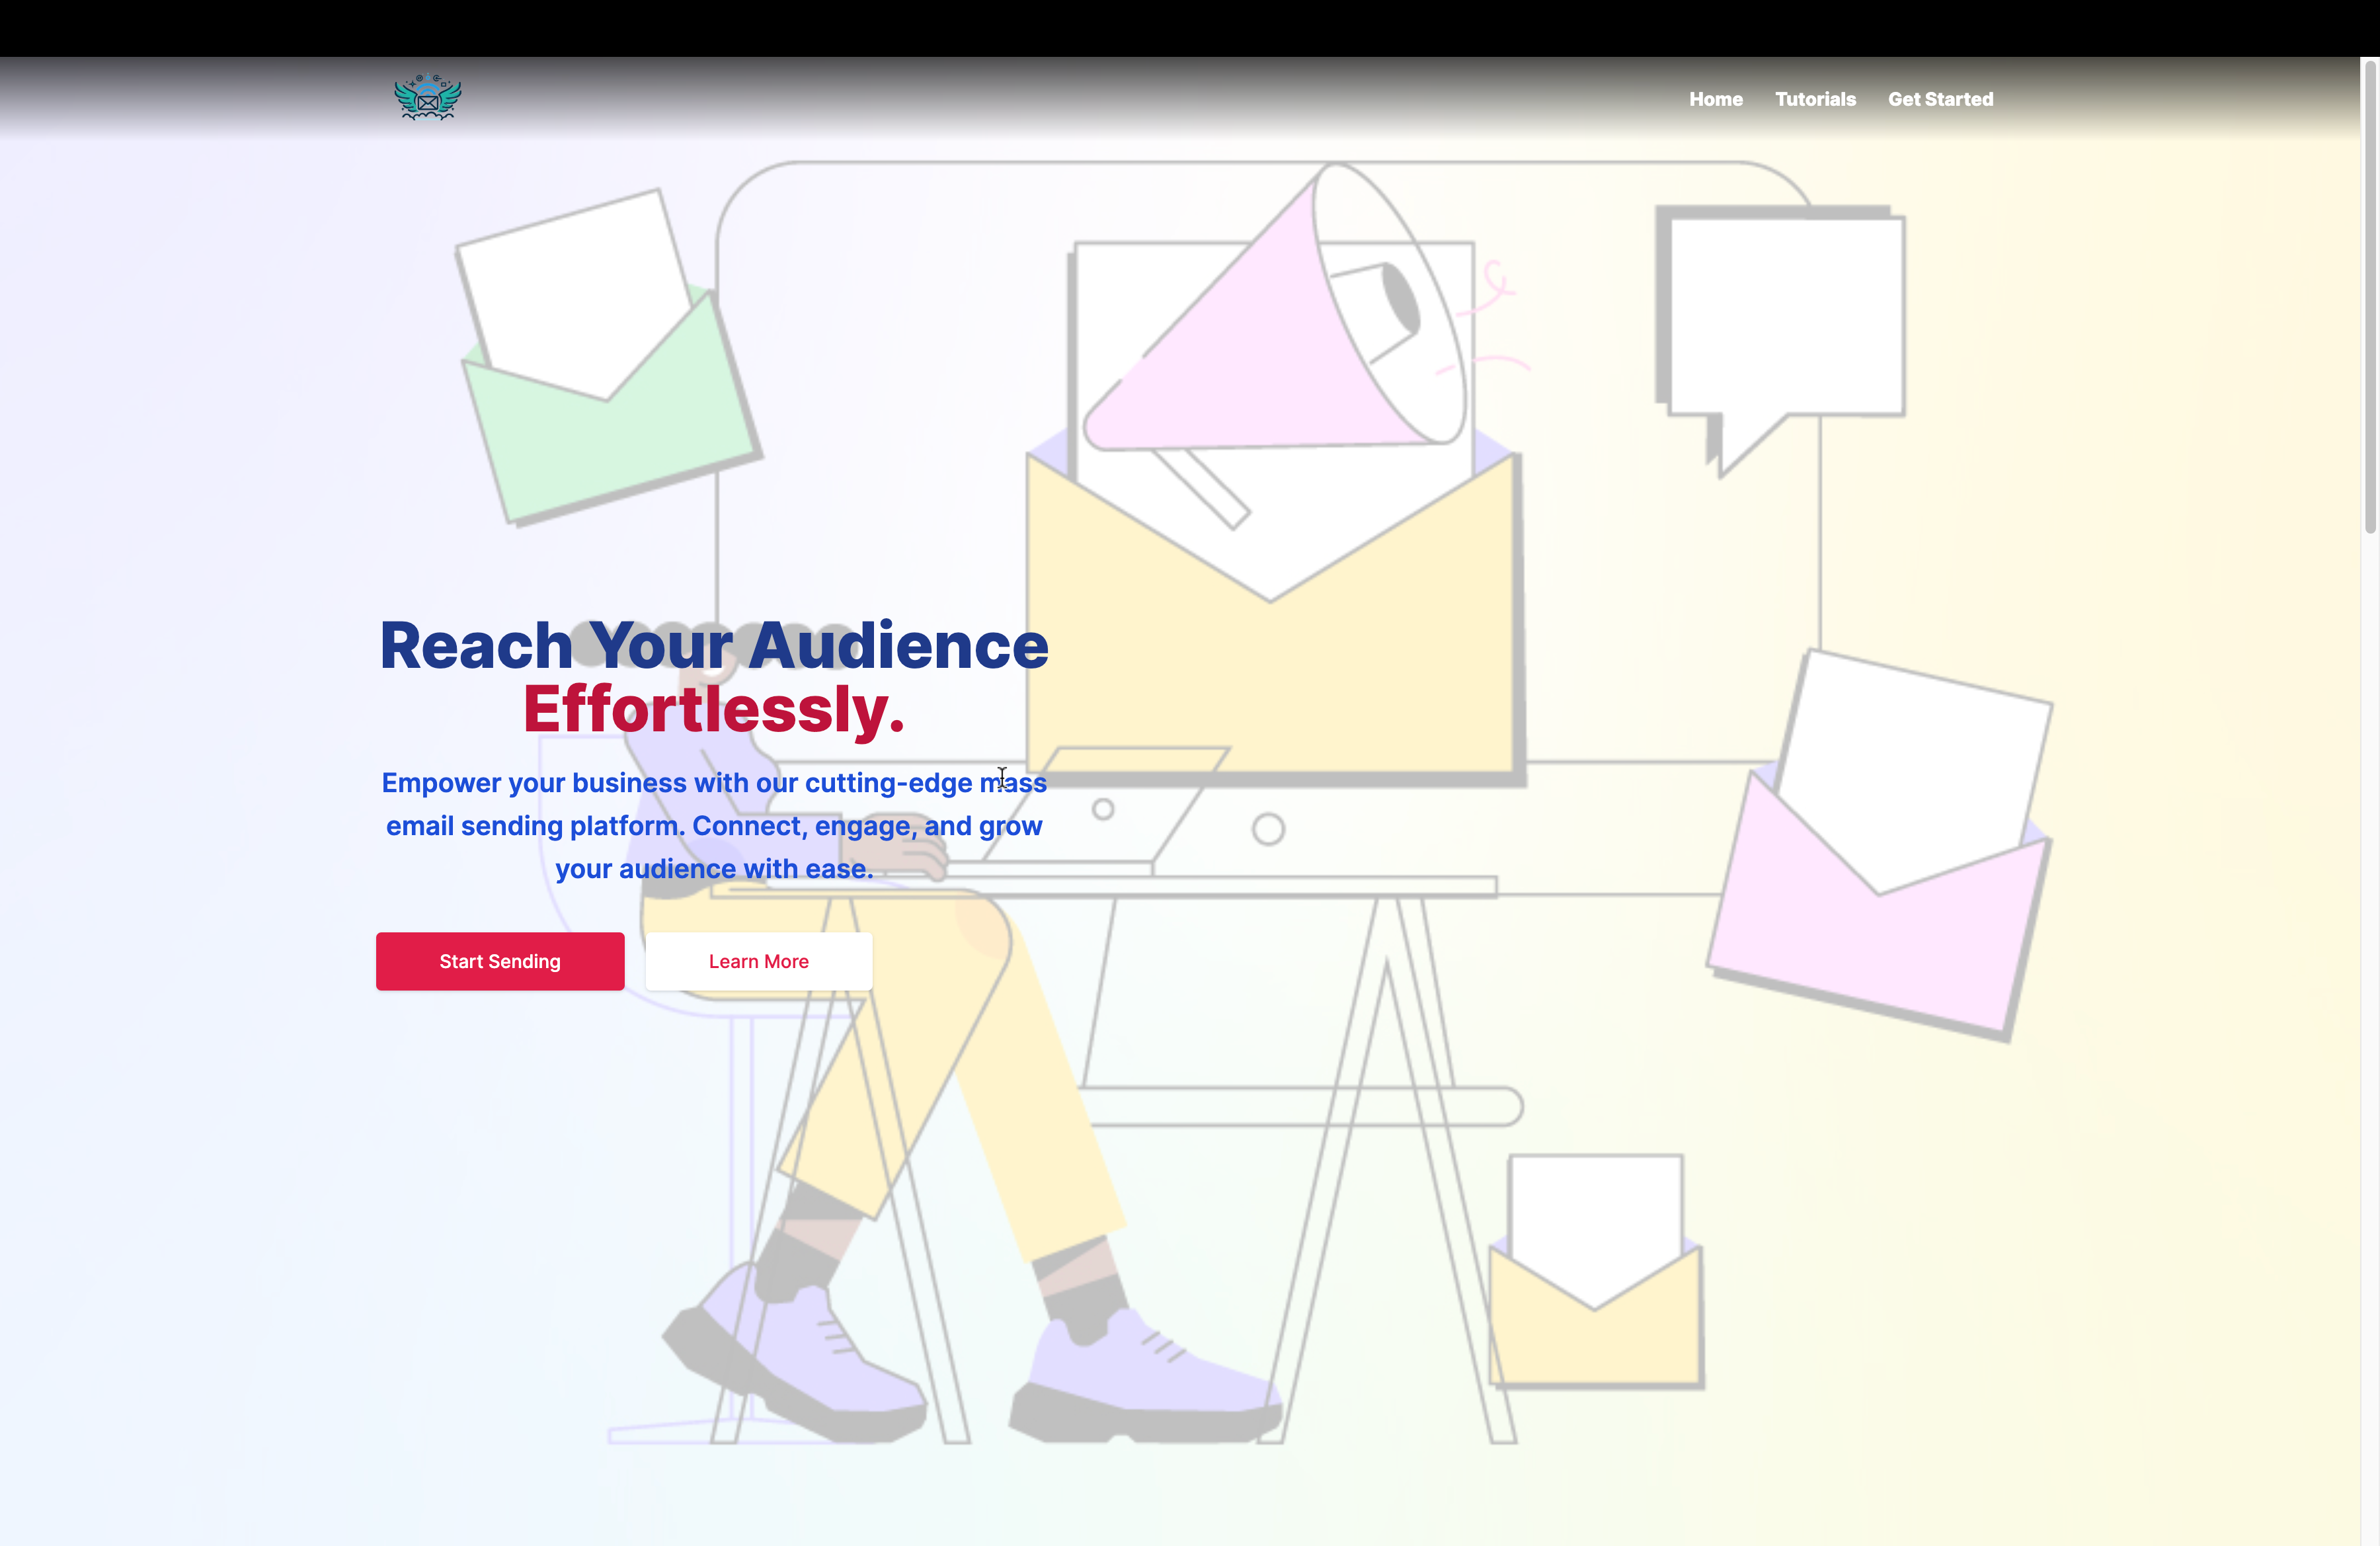 Home Tutorials Get Started
Reach Your Audience
Effortlessly.
Empower your business with our cutting-edge mass
email sending platform. Connect, engage, and grow
your audience with ease.
Start Sending Learn More